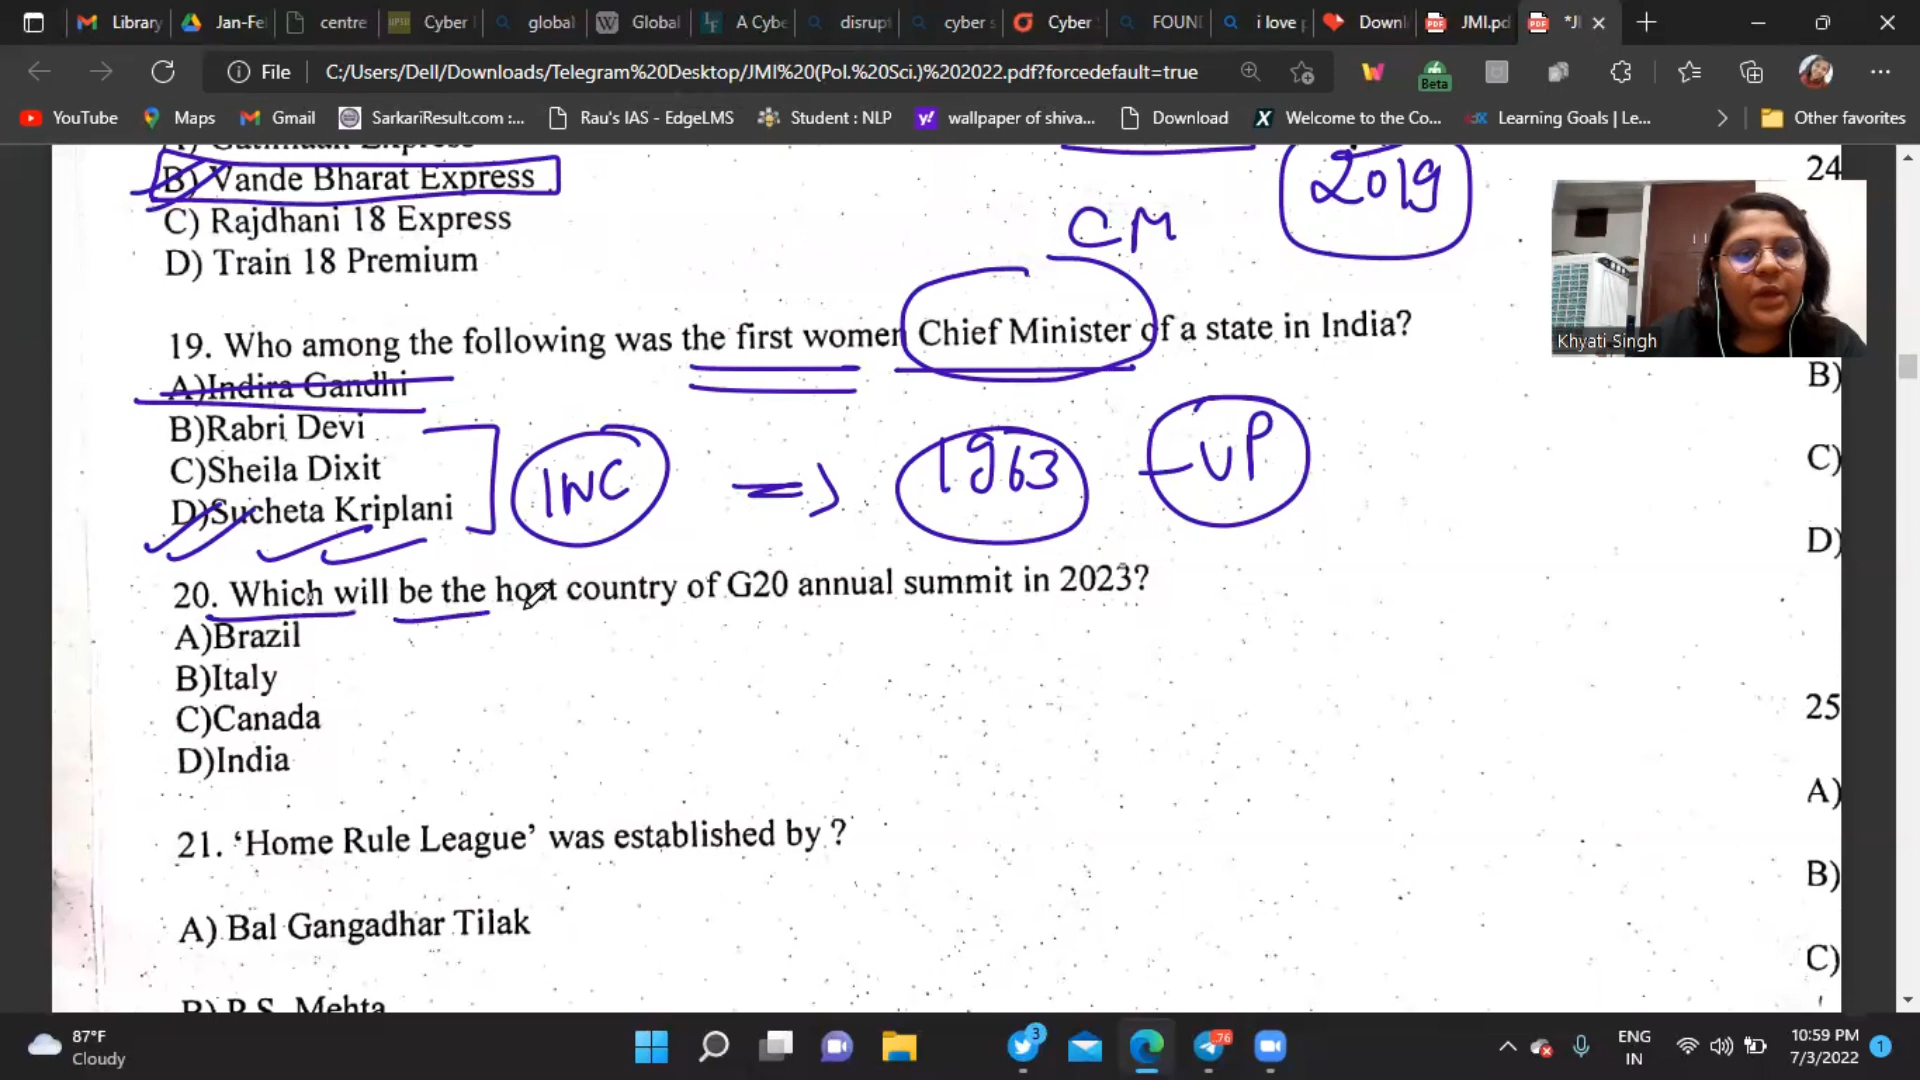 Library
Jan-Fe
centre
Cyber
global
Global
A Cybe
disrupt
cyber s
Cyber
FOUN
i love p
Downl
JMI.pd
*JI
File
C:/Users/Dell/Downloads/Telegram%20Desktop/JMI%20(Pol.%20Sci.)%202022.pdf?forcedefault=true
Beta
YouTube
Maps
Gmail
SarkariResult.com :...
Rau's IAS - EdgeLMS
Student : NLP
wallpaper of shiva...
Download
Welcome to the Co...
Learning Goals | Le...
Other favorites
B) Vande Bharat Express
C) Rajdhani 18 Express
D) Train 18 Premium
2019
CM
24
Khyati Singh
19. Who among the following was the first women Chief Minister of a state in India?
A)Indira Gandhi
B)Rabri Devi
C)Sheila Dixit
D)Sucheta Kriplani
INC => 1963 - UP
B)
C)
D)
20. Which will be the host country of G20 annual summit in 2023?
A)Brazil
B)Italy
C)Canada
D)India
25
A)
21. ‘Home Rule League’ was established by ?
B)
A) Bal Gangadhar Tilak
C)
B) P.S. Mehta
87°F
Cloudy
3
76
ENG
IN
10:59 PM
7/3/2022
1